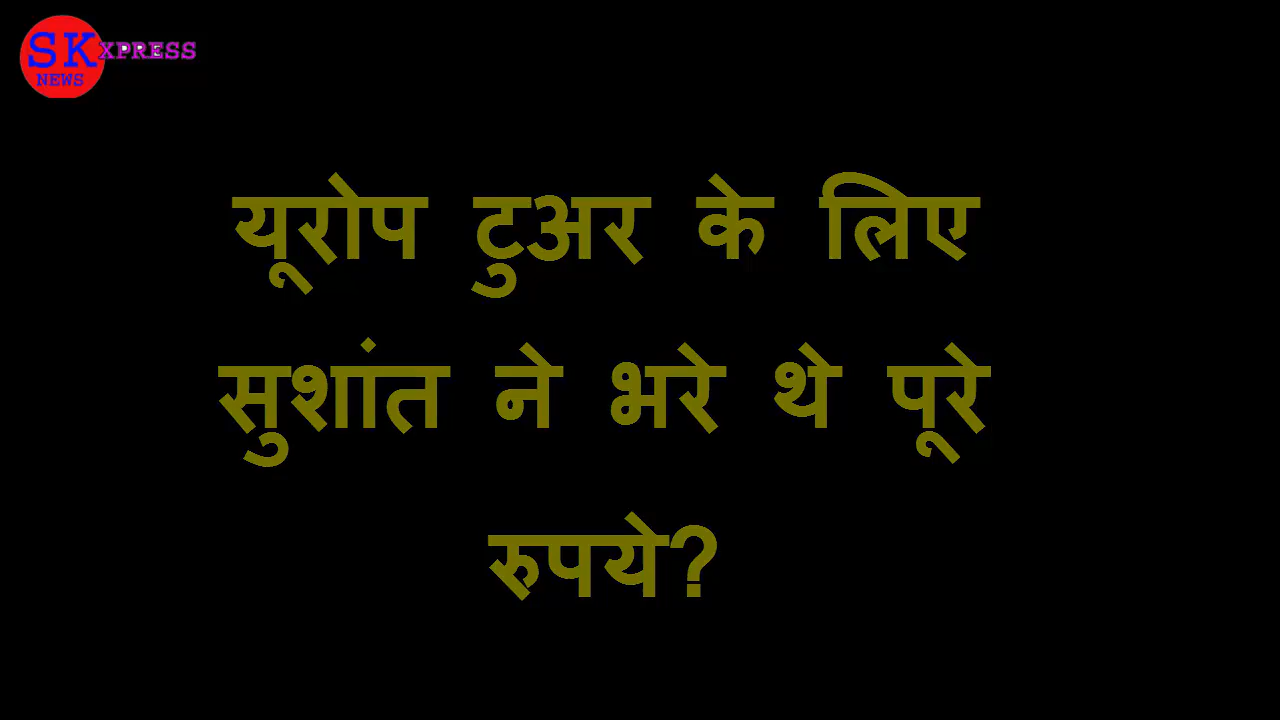 SK XPRESS
NEWS
यूरोप टुअर के लिए
सुशांत ने भरे थे पूरे
रुपये?